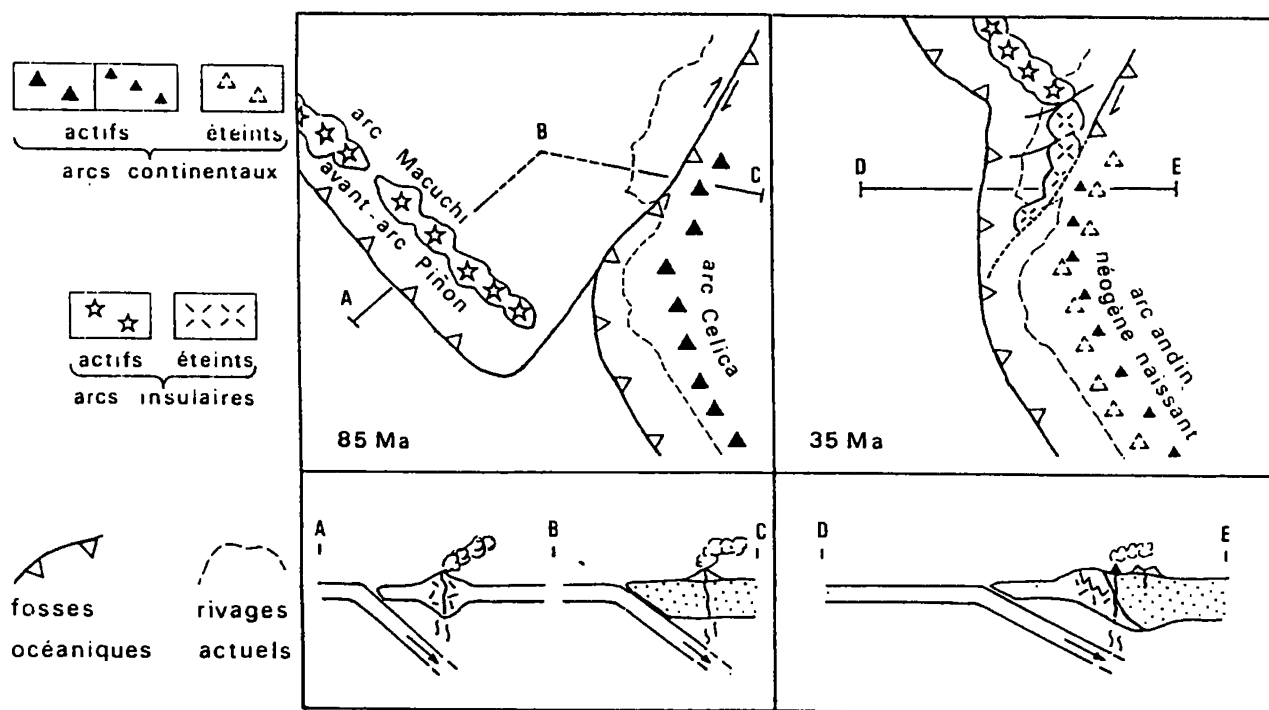 actifs éteints
arcs continentaux
actifs éteints
arcs insulaires
fosses
océaniques
rivages
actuels
arc Macuchi
avant-arc Piñon
A
B
C
arc Celica
85 Ma
D
E
arc andin
néogène naissant
35 Ma
A
B
C
D
E